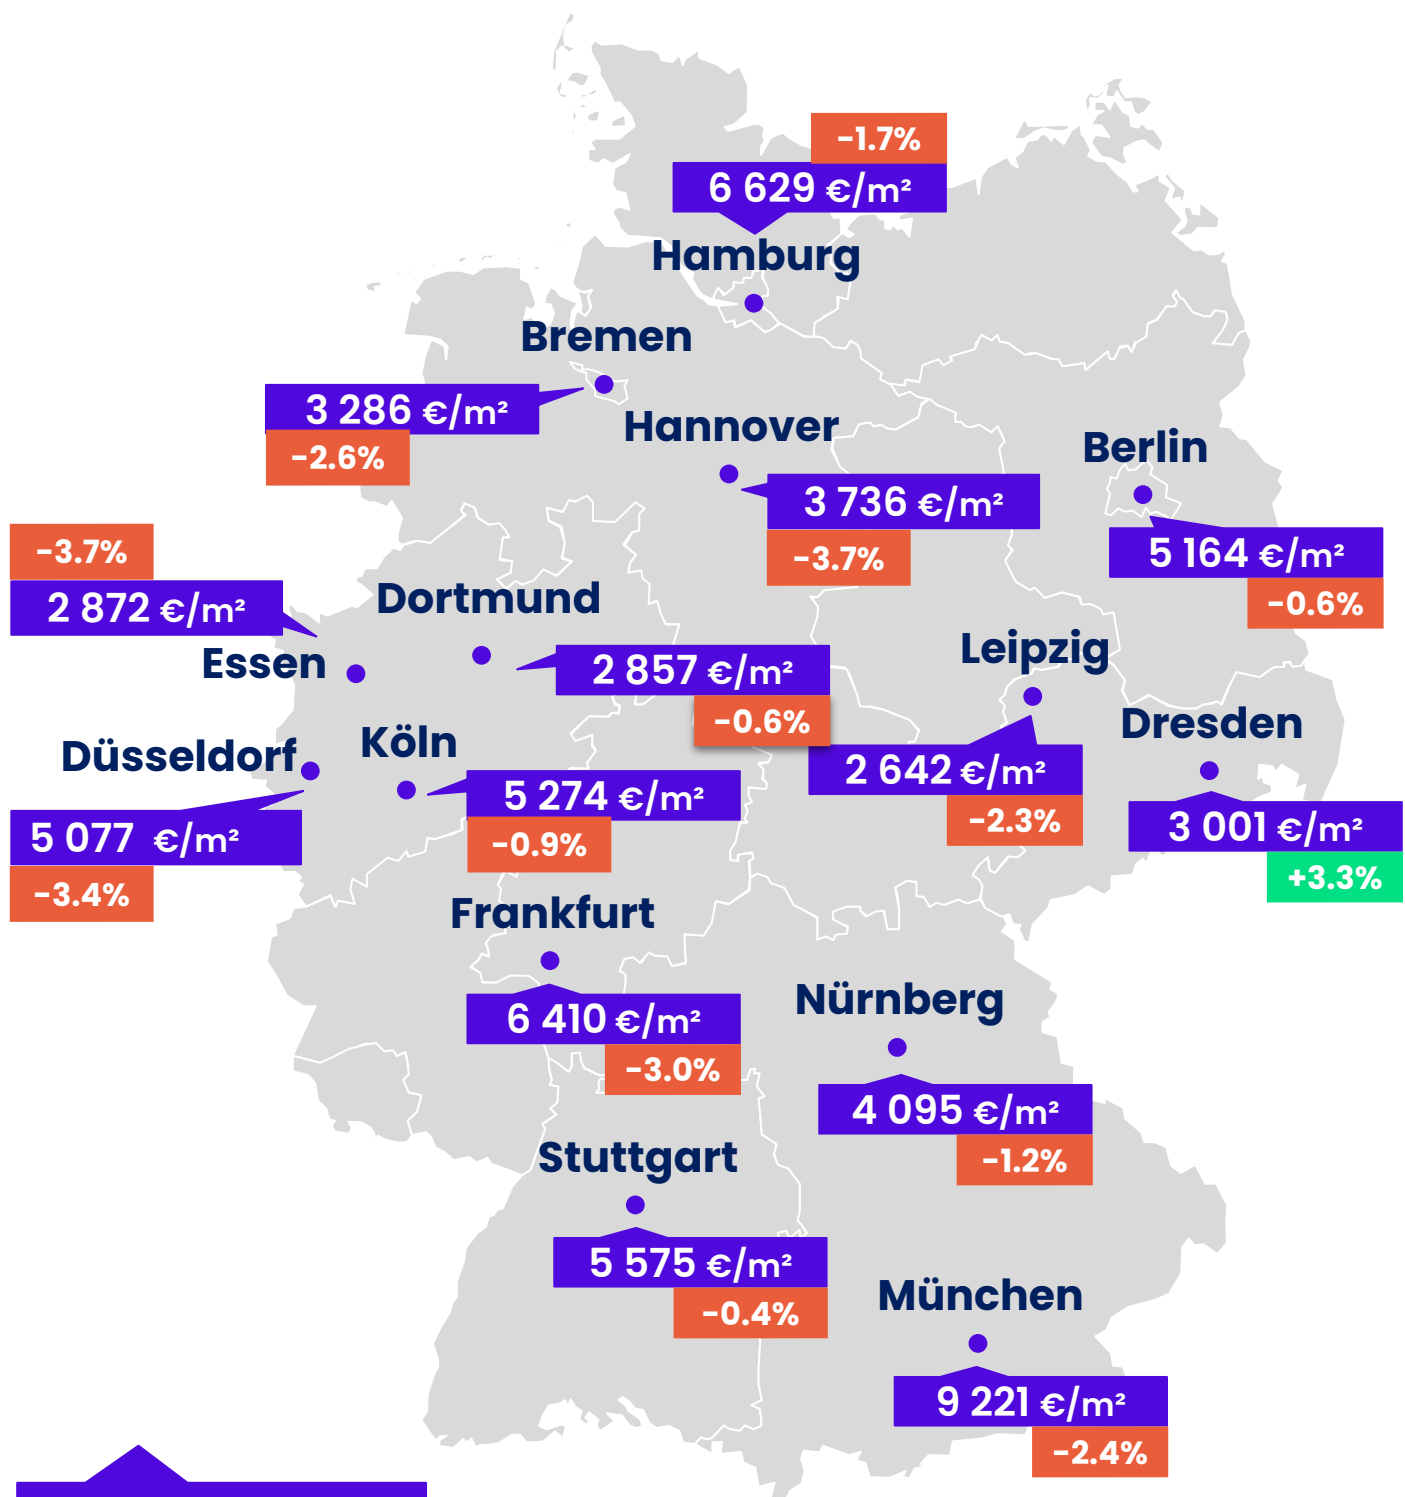 -1.7%
6 629 €/m²
Hamburg
Bremen
3 286 €/m²
-2.6%
Hannover
3 736 €/m²
-3.7%
Berlin
5 164 €/m²
-0.6%
-3.7%
2 872 €/m²
Essen
Dortmund
2 857 €/m²
-0.6%
Leipzig
2 642 €/m²
-2.3%
Dresden
3 001 €/m²
+3.3%
Düsseldorf
5 077 €/m²
-3.4%
Köln
5 274 €/m²
-0.9%
Frankfurt
6 410 €/m²
-3.0%
Nürnberg
4 095 €/m²
-1.2%
Stuttgart
5 575 €/m²
-0.4%
München
9 221 €/m²
-2.4%